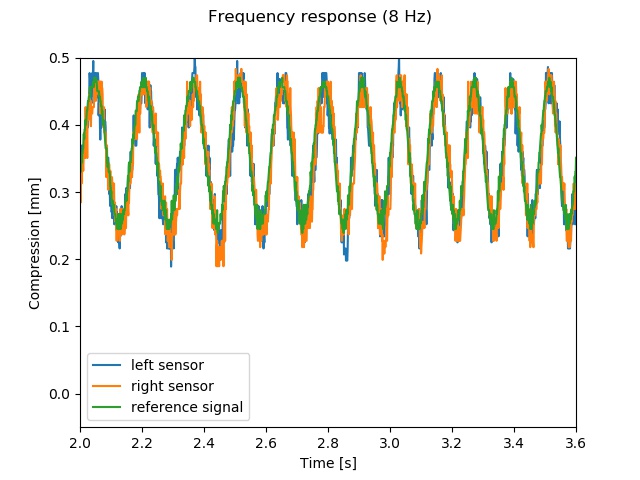 Frequency response (8 Hz)
0.5
0.4
0.3
0.2
0.1
0.0
Compression [mm]
left sensor
right sensor
reference signal
2.0 2.2 2.4 2.6 2.8 3.0 3.2 3.4 3.6
Time [s]